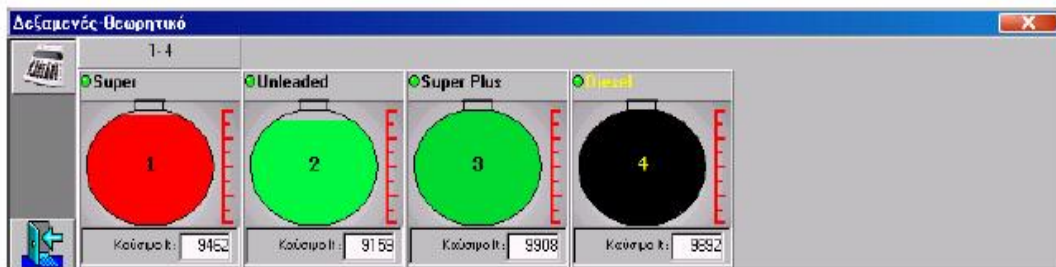 Δεξαμενές-Θεωρητικό
1-4
Super
Unleaded
Super Plus
Diesel
1
2
3
4
Καύσιμο lt: 9462
Καύσιμο lt: 9159
Καύσιμο lt: 9908
Καύσιμο lt: 9892